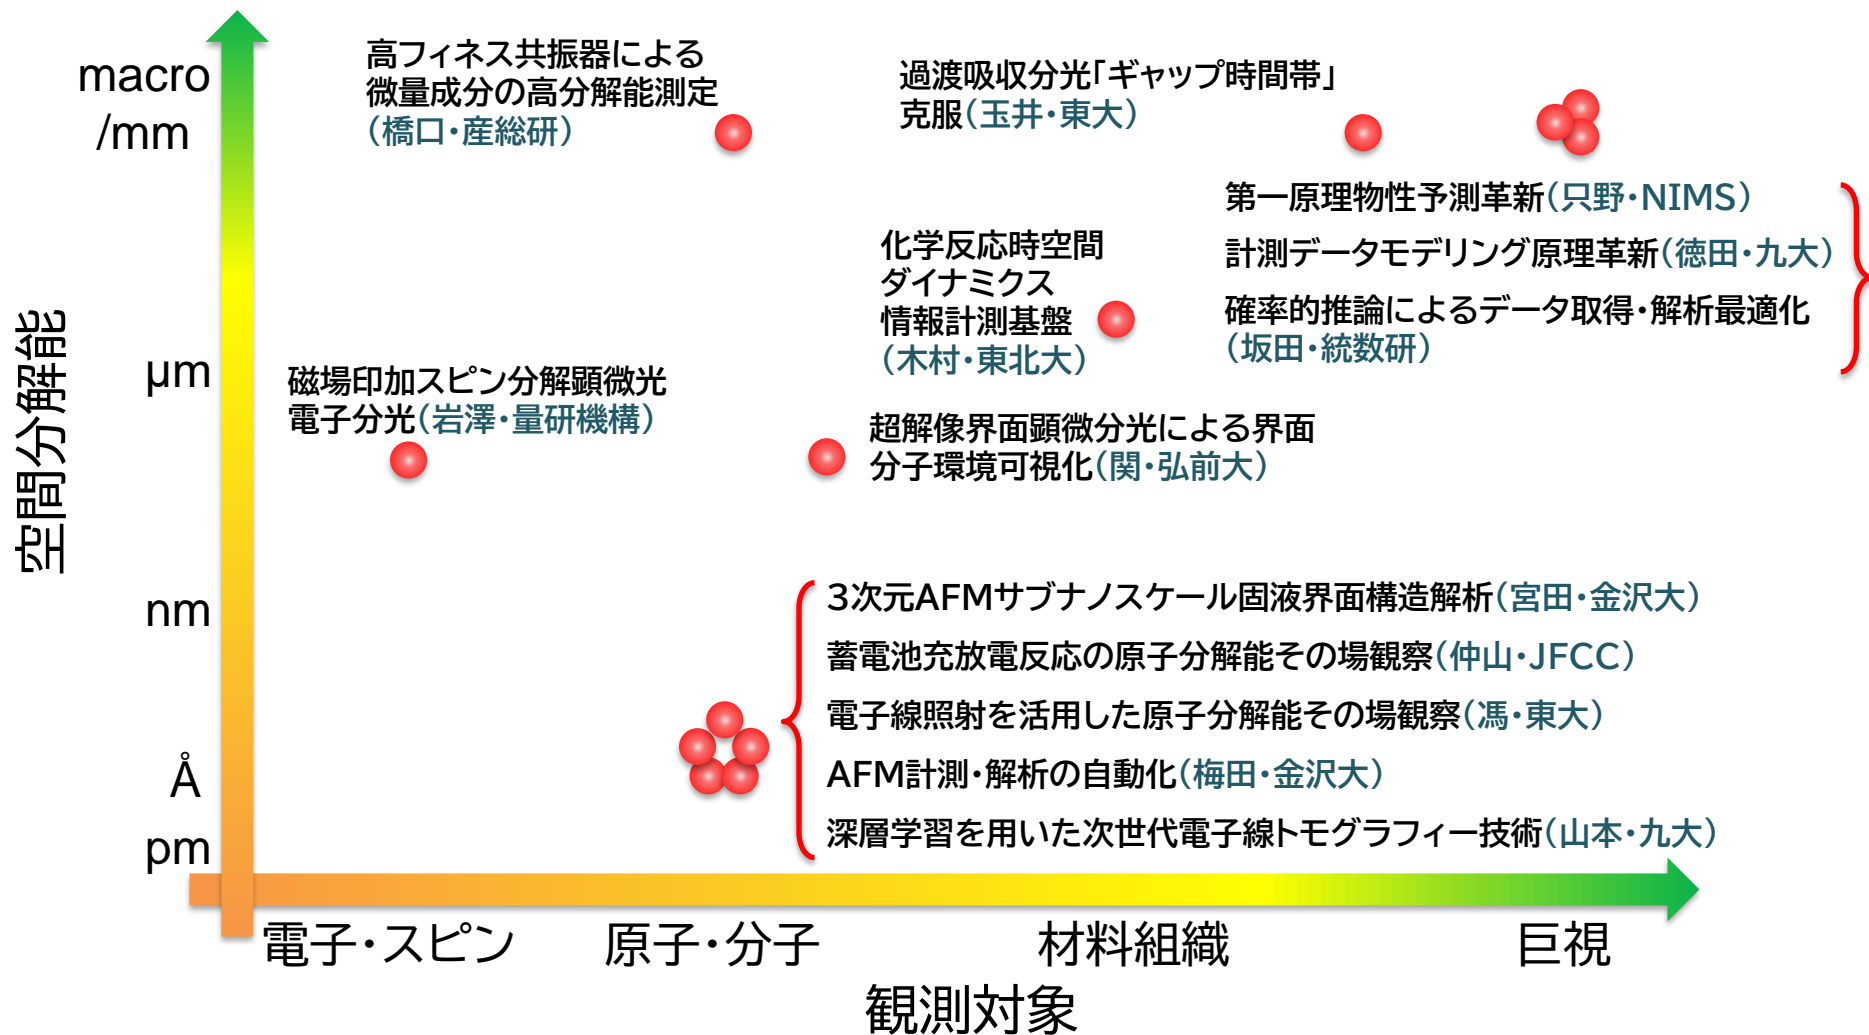 macro
/mm
μm
nm
Å
pm
空間分解能
高フィネス共振器による
微量成分の高分解能測定
(橋口・産総研)
過渡吸収分光「ギャップ時間帯」
克服(玉井・東大)
第一原理物性予測革新(只野・NIMS)
計測データモデリング原理革新(徳田・九大)
確率的推論によるデータ取得・解析最適化
(坂田・統数研)
化学反応時空間
ダイナミクス
情報計測基盤
(木村・東北大)
磁場印加スピン分解顕微光
電子分光(岩澤・量研機構)
超解像界面顕微分光による界面
分子環境可視化(関・弘前大)
3次元AFMサブナノスケール固液界面構造解析(宮田・金沢大)
蓄電池充放電反応の原子分解能その場観察(仲山・JFCC)
電子線照射を活用した原子分解能その場観察(馮・東大)
AFM計測・解析の自動化(梅田・金沢大)
深層学習を用いた次世代電子線トモグラフィー技術(山本・九大)
電子・スピン
原子・分子
材料組織
巨視
観測対象